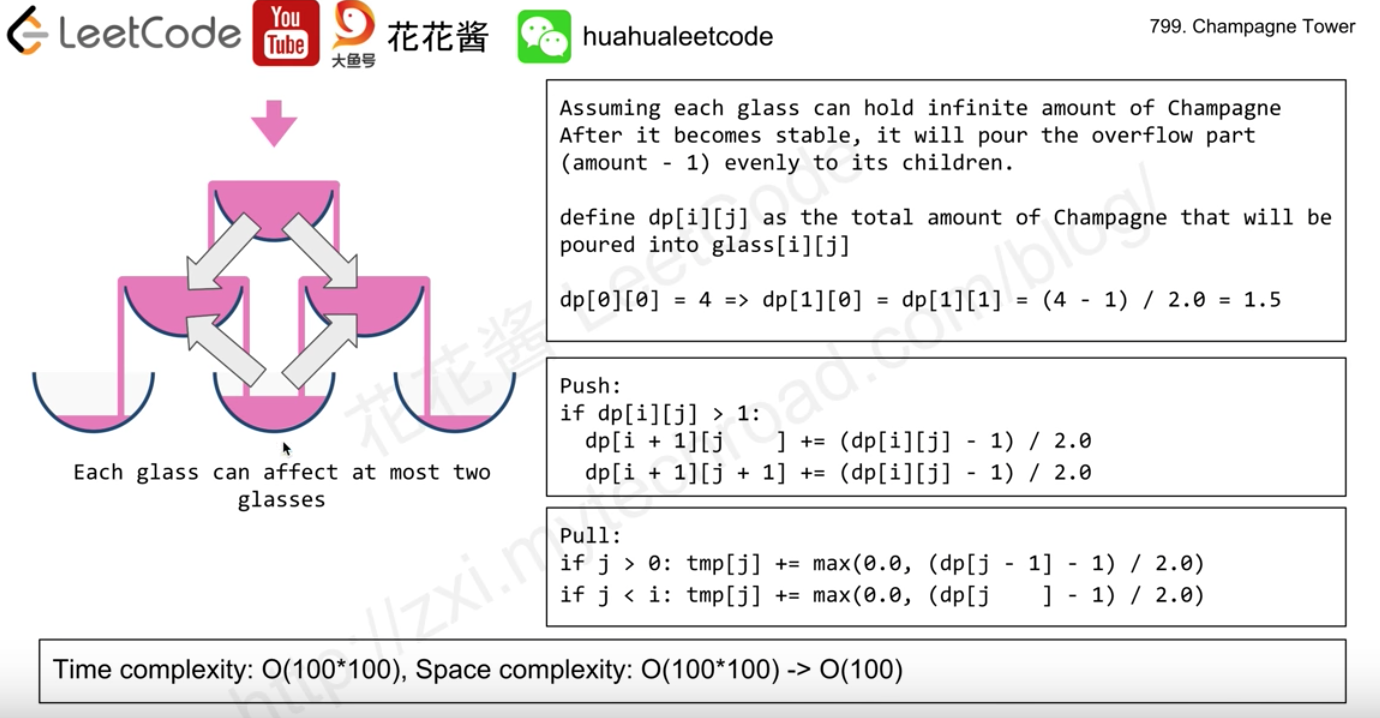 LeetCode
You
Tube
大鱼号
花花酱
huahualeetcode
799. Champagne Tower
Assuming each glass can hold infinite amount of Champagne
After it becomes stable, it will pour the overflow part
(amount - 1) evenly to its children.
define dp[i][j] as the total amount of Champagne that will be
poured into glass[i][j]
dp[0][0] = 4 => dp[1][0] = dp[1][1] = (4 - 1) / 2.0 = 1.5
Push:
if dp[i][j] > 1:
dp[i + 1][j    ] += (dp[i][j] - 1) / 2.0
dp[i + 1][j + 1] += (dp[i][j] - 1) / 2.0
Pull:
if j > 0: tmp[j] += max(0.0, (dp[j - 1] - 1) / 2.0)
if j < i: tmp[j] += max(0.0, (dp[j    ] - 1) / 2.0)
Each glass can affect at most two
glasses
Time complexity: O(100*100), Space complexity: O(100*100) -> O(100)
花花酱 LeetCode
http://zxi.mytechroad.com/blog/